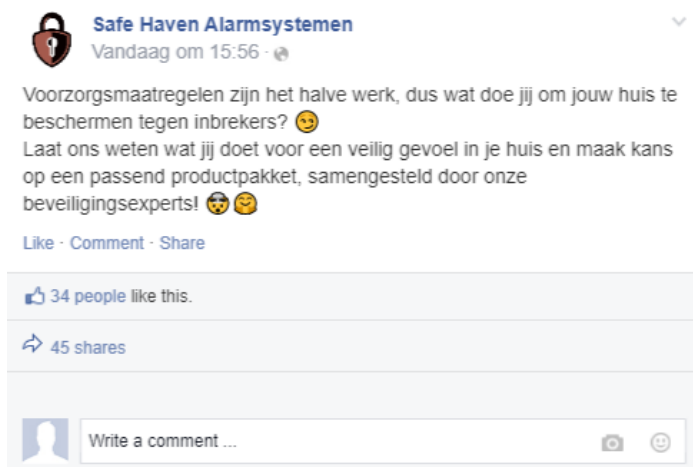 Safe Haven Alarmsystemen
Vandaag om 15:56 ·
Voorzorgsmaatregelen zijn het halve werk, dus wat doe jij om jouw huis te
beschermen tegen inbrekers? 😏
Laat ons weten wat jij doet voor een veilig gevoel in je huis en maak kans
op een passend productpakket, samengesteld door onze
beveiligingsexperts! 🤯🤗
Like · Comment · Share
34 people like this.
45 shares
Write a comment ...